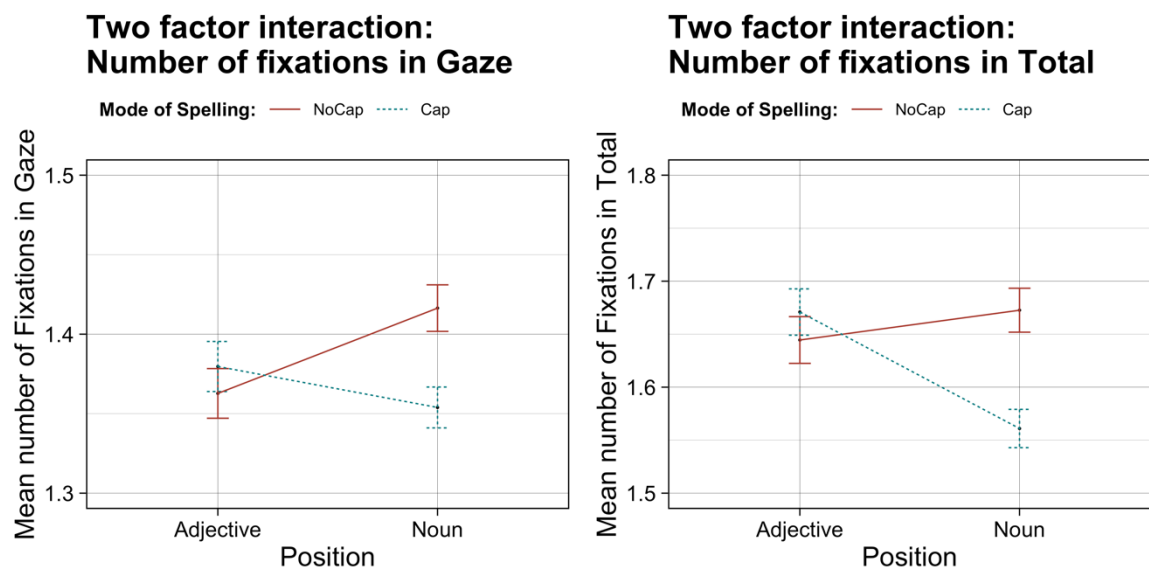 Two factor interaction:
Number of fixations in Gaze
Mode of Spelling: NoCap Cap
Mean number of Fixations in Gaze
1.5
1.4
1.3
Adjective Noun
Position
Two factor interaction:
Number of fixations in Total
Mode of Spelling: NoCap Cap
Mean number of Fixations in Total
1.8
1.7
1.6
1.5
Adjective Noun
Position